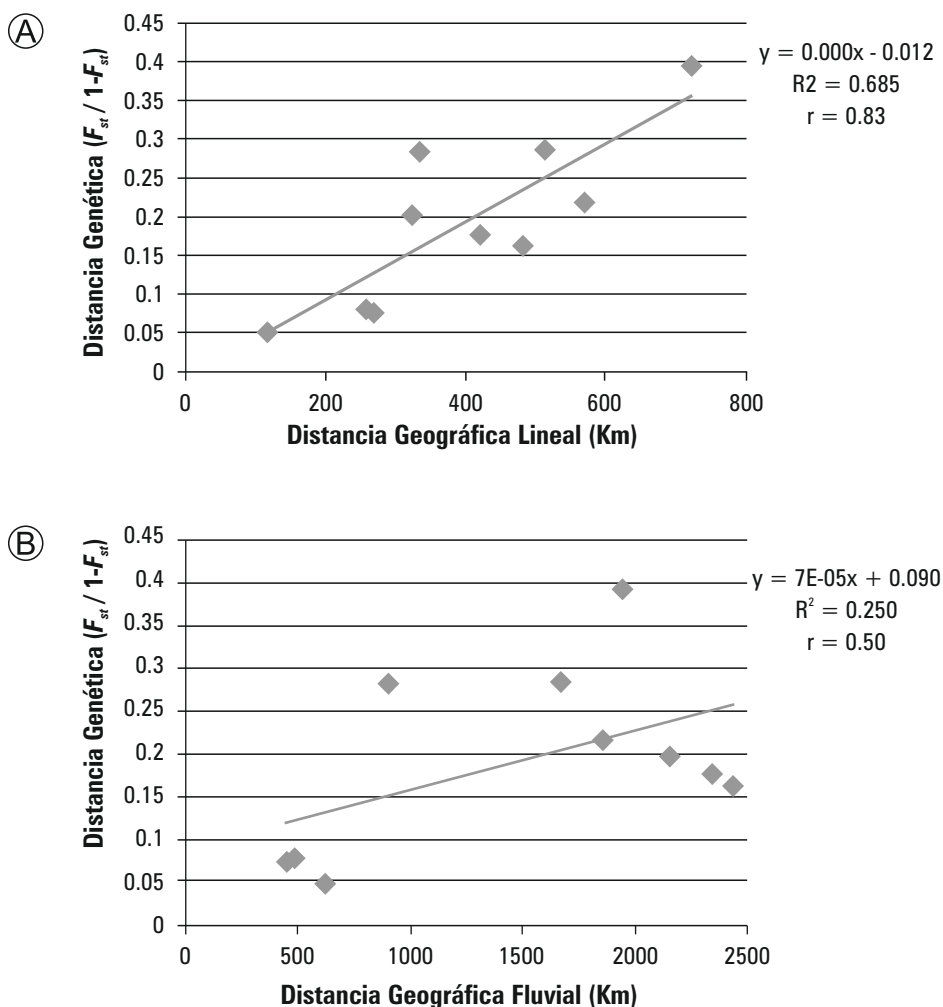 A
Distancia Genética (Fst / 1-Fst)
0.45
0.4
0.35
0.3
0.25
0.2
0.15
0.1
0.05
0
0 200 400 600 800
Distancia Geográfica Lineal (Km)
y = 0.000x - 0.012
R2 = 0.685
r = 0.83
B
Distancia Genética (Fst / 1-Fst)
0.45
0.4
0.35
0.3
0.25
0.2
0.15
0.1
0.05
0
0 500 1000 1500 2000 2500
Distancia Geográfica Fluvial (Km)
y = 7E-05x + 0.090
R² = 0.250
r = 0.50